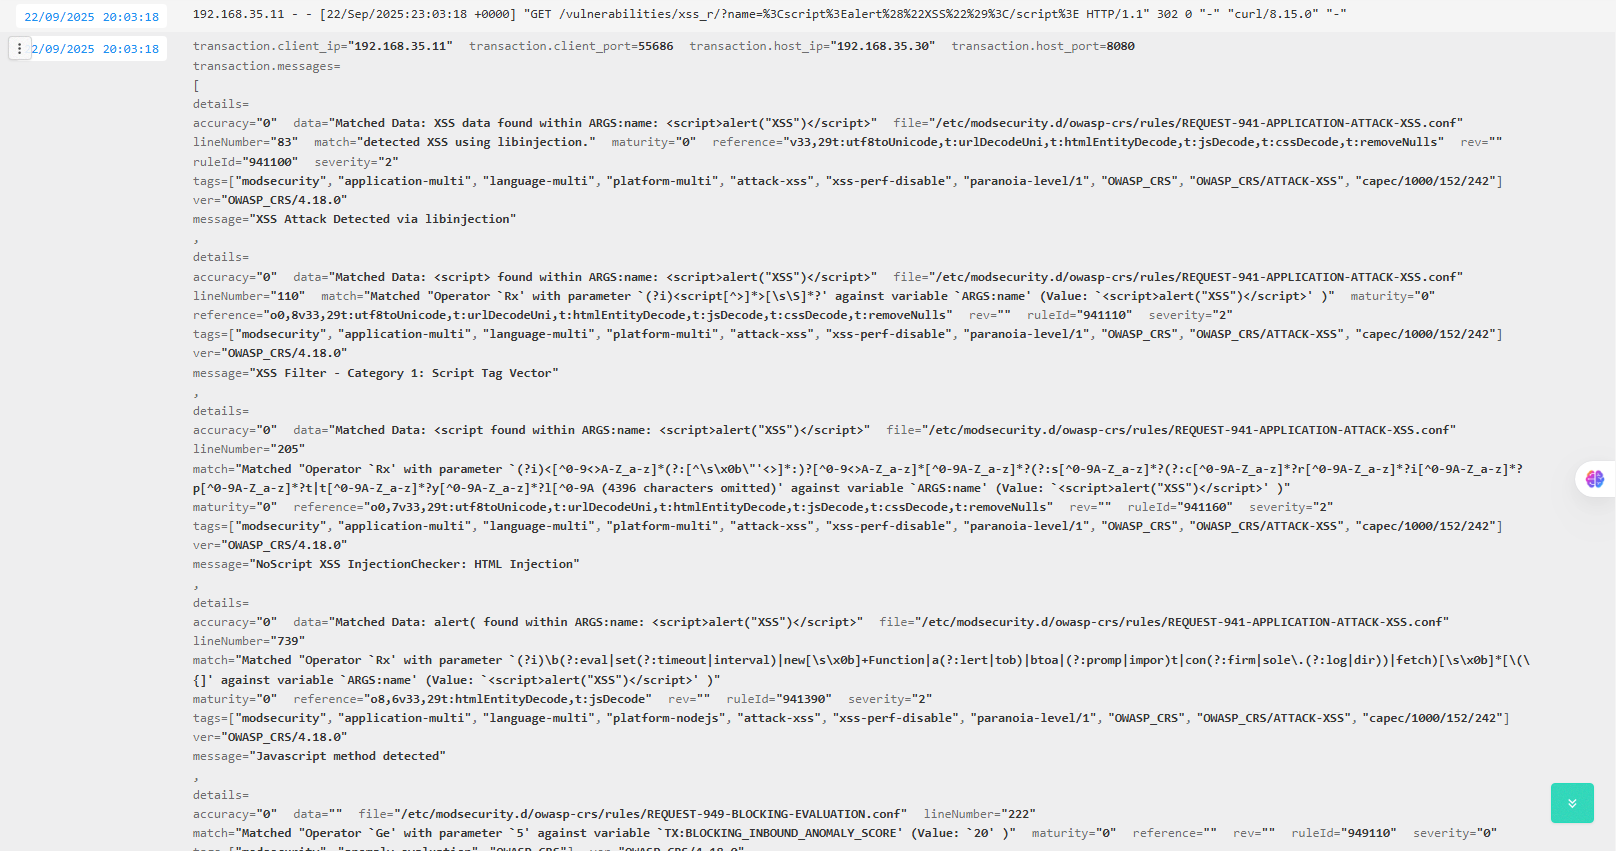 22/09/2025 20:03:18 192.168.35.11 - - [22/Sep/2025:23:03:18 +0000] "GET /vulnerabilities/xss_r/?name=%3Cscript%3Ealert%28%22XSS%22%29%3C/script%3E HTTP/1.1" 302 0 "-" "curl/8.15.0" "-"
2/09/2025 20:03:18 transaction.client_ip="192.168.35.11" transaction.client_port=55686 transaction.host_ip="192.168.35.30" transaction.host_port=8080
transaction.messages=
[
details=
accuracy="0" data="Matched Data: XSS data found within ARGS:name: <script>alert("XSS")</script>" file="/etc/modsecurity.d/owasp-crs/rules/REQUEST-941-APPLICATION-ATTACK-XSS.conf"
lineNumber="83" match="detected XSS using libinjection." maturity="0" reference="v33,29t:utf8toUnicode,t:urlDecodeUni,t:htmlEntityDecode,t:jsDecode,t:cssDecode,t:removeNulls" rev=""
ruleId="941100" severity="2"
tags=["modsecurity", "application-multi", "language-multi", "platform-multi", "attack-xss", "xss-perf-disable", "paranoia-level/1", "OWASP_CRS", "OWASP_CRS/ATTACK-XSS", "capec/1000/152/242"]
ver="OWASP_CRS/4.18.0"
message="XSS Attack Detected via libinjection"
,
details=
accuracy="0" data="Matched Data: <script> found within ARGS:name: <script>alert("XSS")</script>" file="/etc/modsecurity.d/owasp-crs/rules/REQUEST-941-APPLICATION-ATTACK-XSS.conf"
lineNumber="110" match="Matched "Operator `Rx' with parameter `(?i)<script[^>]*>[\s\S]*?' against variable `ARGS:name' (Value: `<script>alert("XSS")</script>' )" maturity="0"
reference="o0,8v33,29t:utf8toUnicode,t:urlDecodeUni,t:htmlEntityDecode,t:jsDecode,t:cssDecode,t:removeNulls" rev="" ruleId="941110" severity="2"
tags=["modsecurity", "application-multi", "language-multi", "platform-multi", "attack-xss", "xss-perf-disable", "paranoia-level/1", "OWASP_CRS", "OWASP_CRS/ATTACK-XSS", "capec/1000/152/242"]
ver="OWASP_CRS/4.18.0"
message="XSS Filter - Category 1: Script Tag Vector"
,
details=
accuracy="0" data="Matched Data: <script found within ARGS:name: <script>alert("XSS")</script>" file="/etc/modsecurity.d/owasp-crs/rules/REQUEST-941-APPLICATION-ATTACK-XSS.conf"
lineNumber="205"
match="Matched "Operator `Rx' with parameter `(?i)<[^0-9<>A-Z_a-z]*(?:[^\s\x0b\"'<>]*:)?[^0-9<>A-Z_a-z]*[^0-9A-Z_a-z]*?(?:s[^0-9A-Z_a-z]*?(?:c[^0-9A-Z_a-z]*?r[^0-9A-Z_a-z]*?i[^0-9A-Z_a-z]*?
p[^0-9A-Z_a-z]*?t|t[^0-9A-Z_a-z]*?y[^0-9A-Z_a-z]*?l[^0-9A (4396 characters omitted)' against variable `ARGS:name' (Value: `<script>alert("XSS")</script>' )"
maturity="0" reference="o0,7v33,29t:utf8toUnicode,t:urlDecodeUni,t:htmlEntityDecode,t:jsDecode,t:cssDecode,t:removeNulls" rev="" ruleId="941160" severity="2"
tags=["modsecurity", "application-multi", "language-multi", "platform-multi", "attack-xss", "xss-perf-disable", "paranoia-level/1", "OWASP_CRS", "OWASP_CRS/ATTACK-XSS", "capec/1000/152/242"]
ver="OWASP_CRS/4.18.0"
message="NoScript XSS InjectionChecker: HTML Injection"
,
details=
accuracy="0" data="Matched Data: alert( found within ARGS:name: <script>alert("XSS")</script>" file="/etc/modsecurity.d/owasp-crs/rules/REQUEST-941-APPLICATION-ATTACK-XSS.conf"
lineNumber="739"
match="Matched "Operator `Rx' with parameter `(?i)\b(?:eval|set(?:timeout|interval)|new[\s\x0b]+Function|a(?:lert|tob)|btoa|(?:promp|impor)t|con(?:firm|sole\.(?:log|dir))|fetch)[\s\x0b]*[\(\
{]' against variable `ARGS:name' (Value: `<script>alert("XSS")</script>' )"
maturity="0" reference="o8,6v33,29t:htmlEntityDecode,t:jsDecode" rev="" ruleId="941390" severity="2"
tags=["modsecurity", "application-multi", "language-multi", "platform-nodejs", "attack-xss", "xss-perf-disable", "paranoia-level/1", "OWASP_CRS", "OWASP_CRS/ATTACK-XSS", "capec/1000/152/242"]
ver="OWASP_CRS/4.18.0"
message="Javascript method detected"
,
details=
accuracy="0" data="" file="/etc/modsecurity.d/owasp-crs/rules/REQUEST-949-BLOCKING-EVALUATION.conf" lineNumber="222"
match="Matched "Operator `Ge' with parameter `5' against variable `TX:BLOCKING_INBOUND_ANOMALY_SCORE' (Value: `20' )" maturity="0" reference="" rev="" ruleId="949110" severity="0"
tags=["modsecurity", "anomaly-evaluation", "OWASP_CRS"] ver="OWASP_CRS/4.18.0"